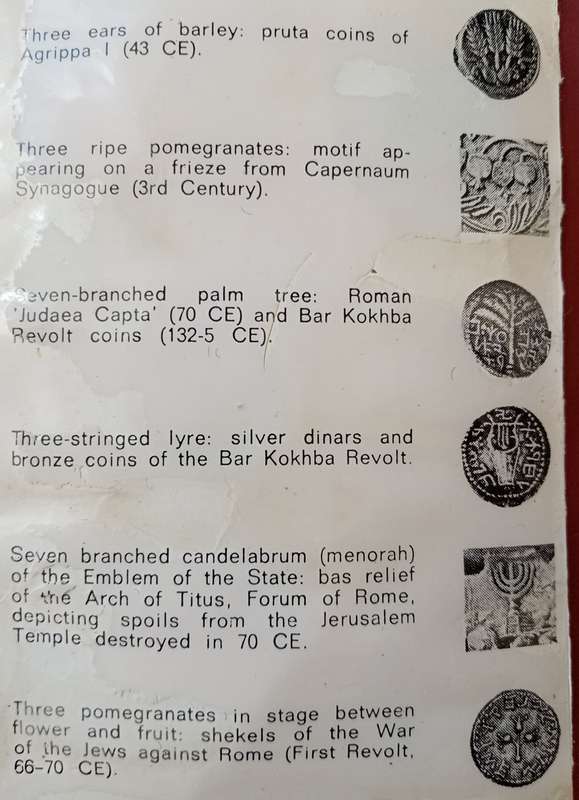 Three ears of barley: pruta coins of
Agrippa I (43 CE).
Three ripe pomegranates: motif ap-
pearing on a frieze from Capernaum
Synagogue (3rd Century).
Seven-branched palm tree: Roman
'Judaea Capta' (70 CE) and Bar Kokhba
Revolt coins (132-5 CE).
Three-stringed lyre: silver dinars and
bronze coins of the Bar Kokhba Revolt.
Seven branched candelabrum (menorah)
of the Emblem of the State: bas relief
of the Arch of Titus, Forum of Rome,
depicting spoils from the Jerusalem
Temple destroyed in 70 CE.
Three pomegranates in stage between
flower and fruit: shekels of the War
of the Jews against Rome (First Revolt,
66-70 CE).